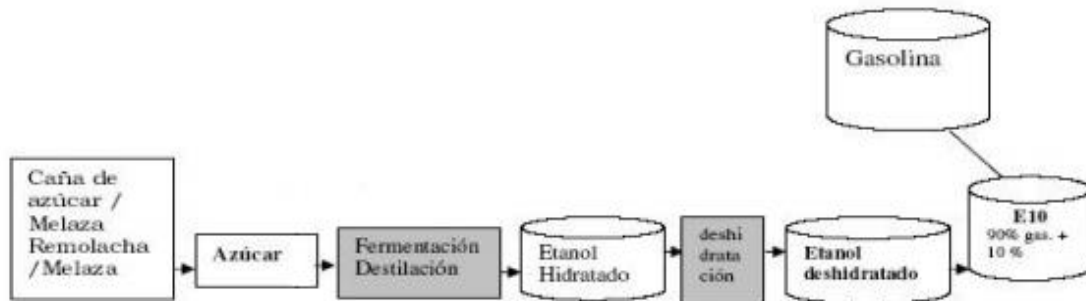 Gasolina
Caña de
azúcar /
Melaza
Remolacha
/Melaza
Azúcar
Fermentación
Destilación
Etanol
Hidratado
deshi
drata
ción
Etanol
deshidratado
E10
90% gas. +
10 %